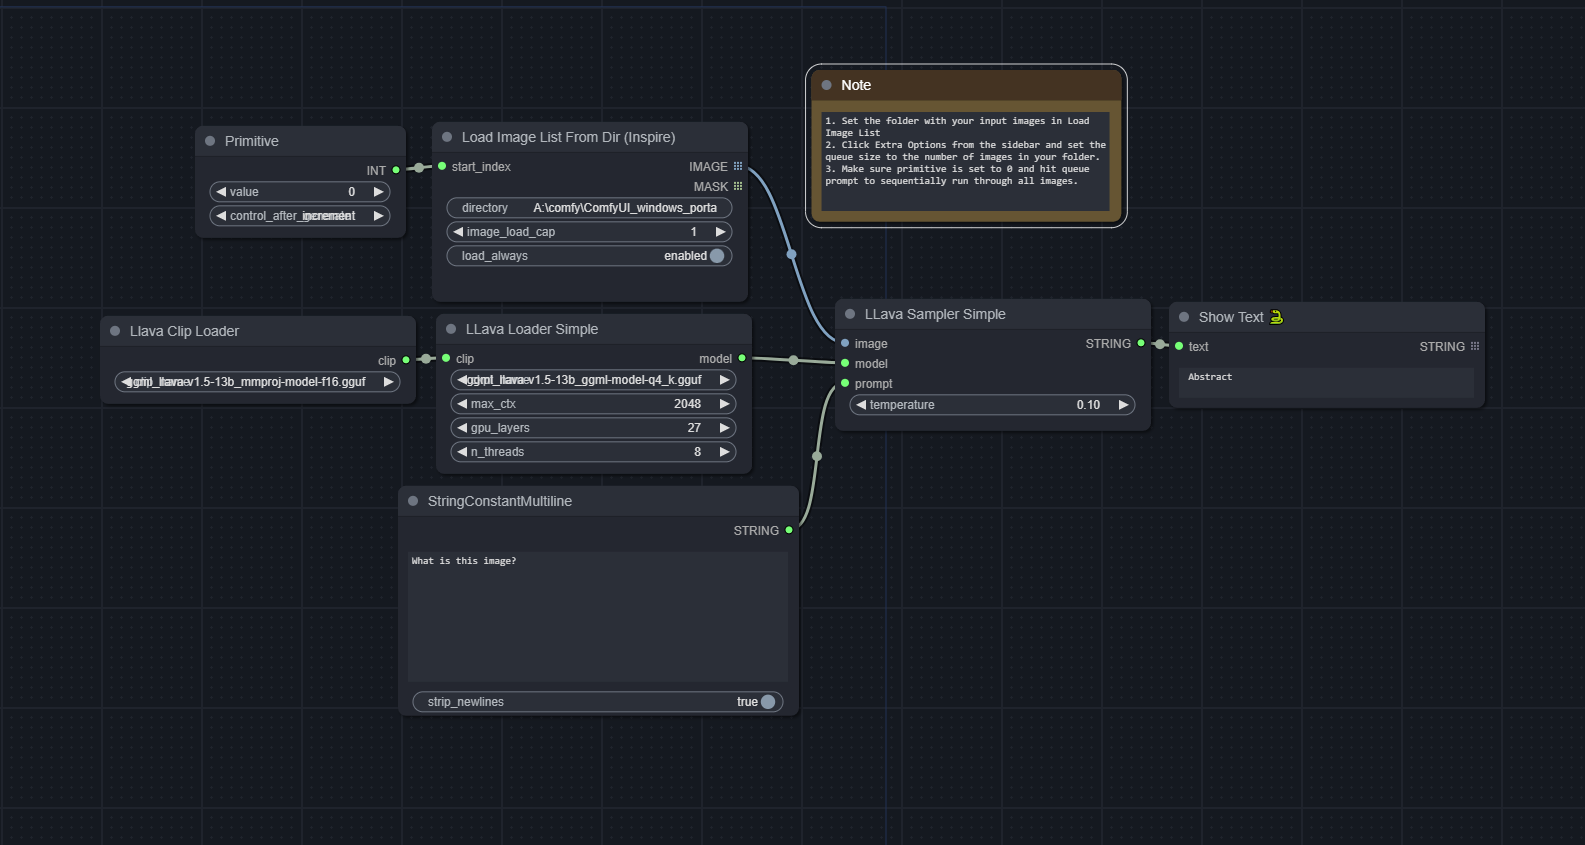 Note
1. Set the folder with your input images in Load
Image List
2. Click Extra Options from the sidebar and set the
queue size to the number of images in your folder.
3. Make sure primitive is set to 0 and hit queue
prompt to sequentially run through all images.
Primitive
INT
value 0
control_after_ increment
Load Image List From Dir (Inspire)
start_index IMAGE
MASK
directory A:\comfy\ComfyUI_windows_porta
image_load_cap 1
load_always enabled
Llava Clip Loader
clip
ggml_llava-v1.5-13b_mmproj-model-f16.gguf
LLava Loader Simple
clip model
ggml_llava-v1.5-13b_ggml-model-q4_k.gguf
max_ctx 2048
gpu_layers 27
n_threads 8
StringConstantMultiline
STRING
What is this image?
strip_newlines true
LLava Sampler Simple
image STRING
model
prompt
temperature 0.10
Show Text
text STRING
Abstract